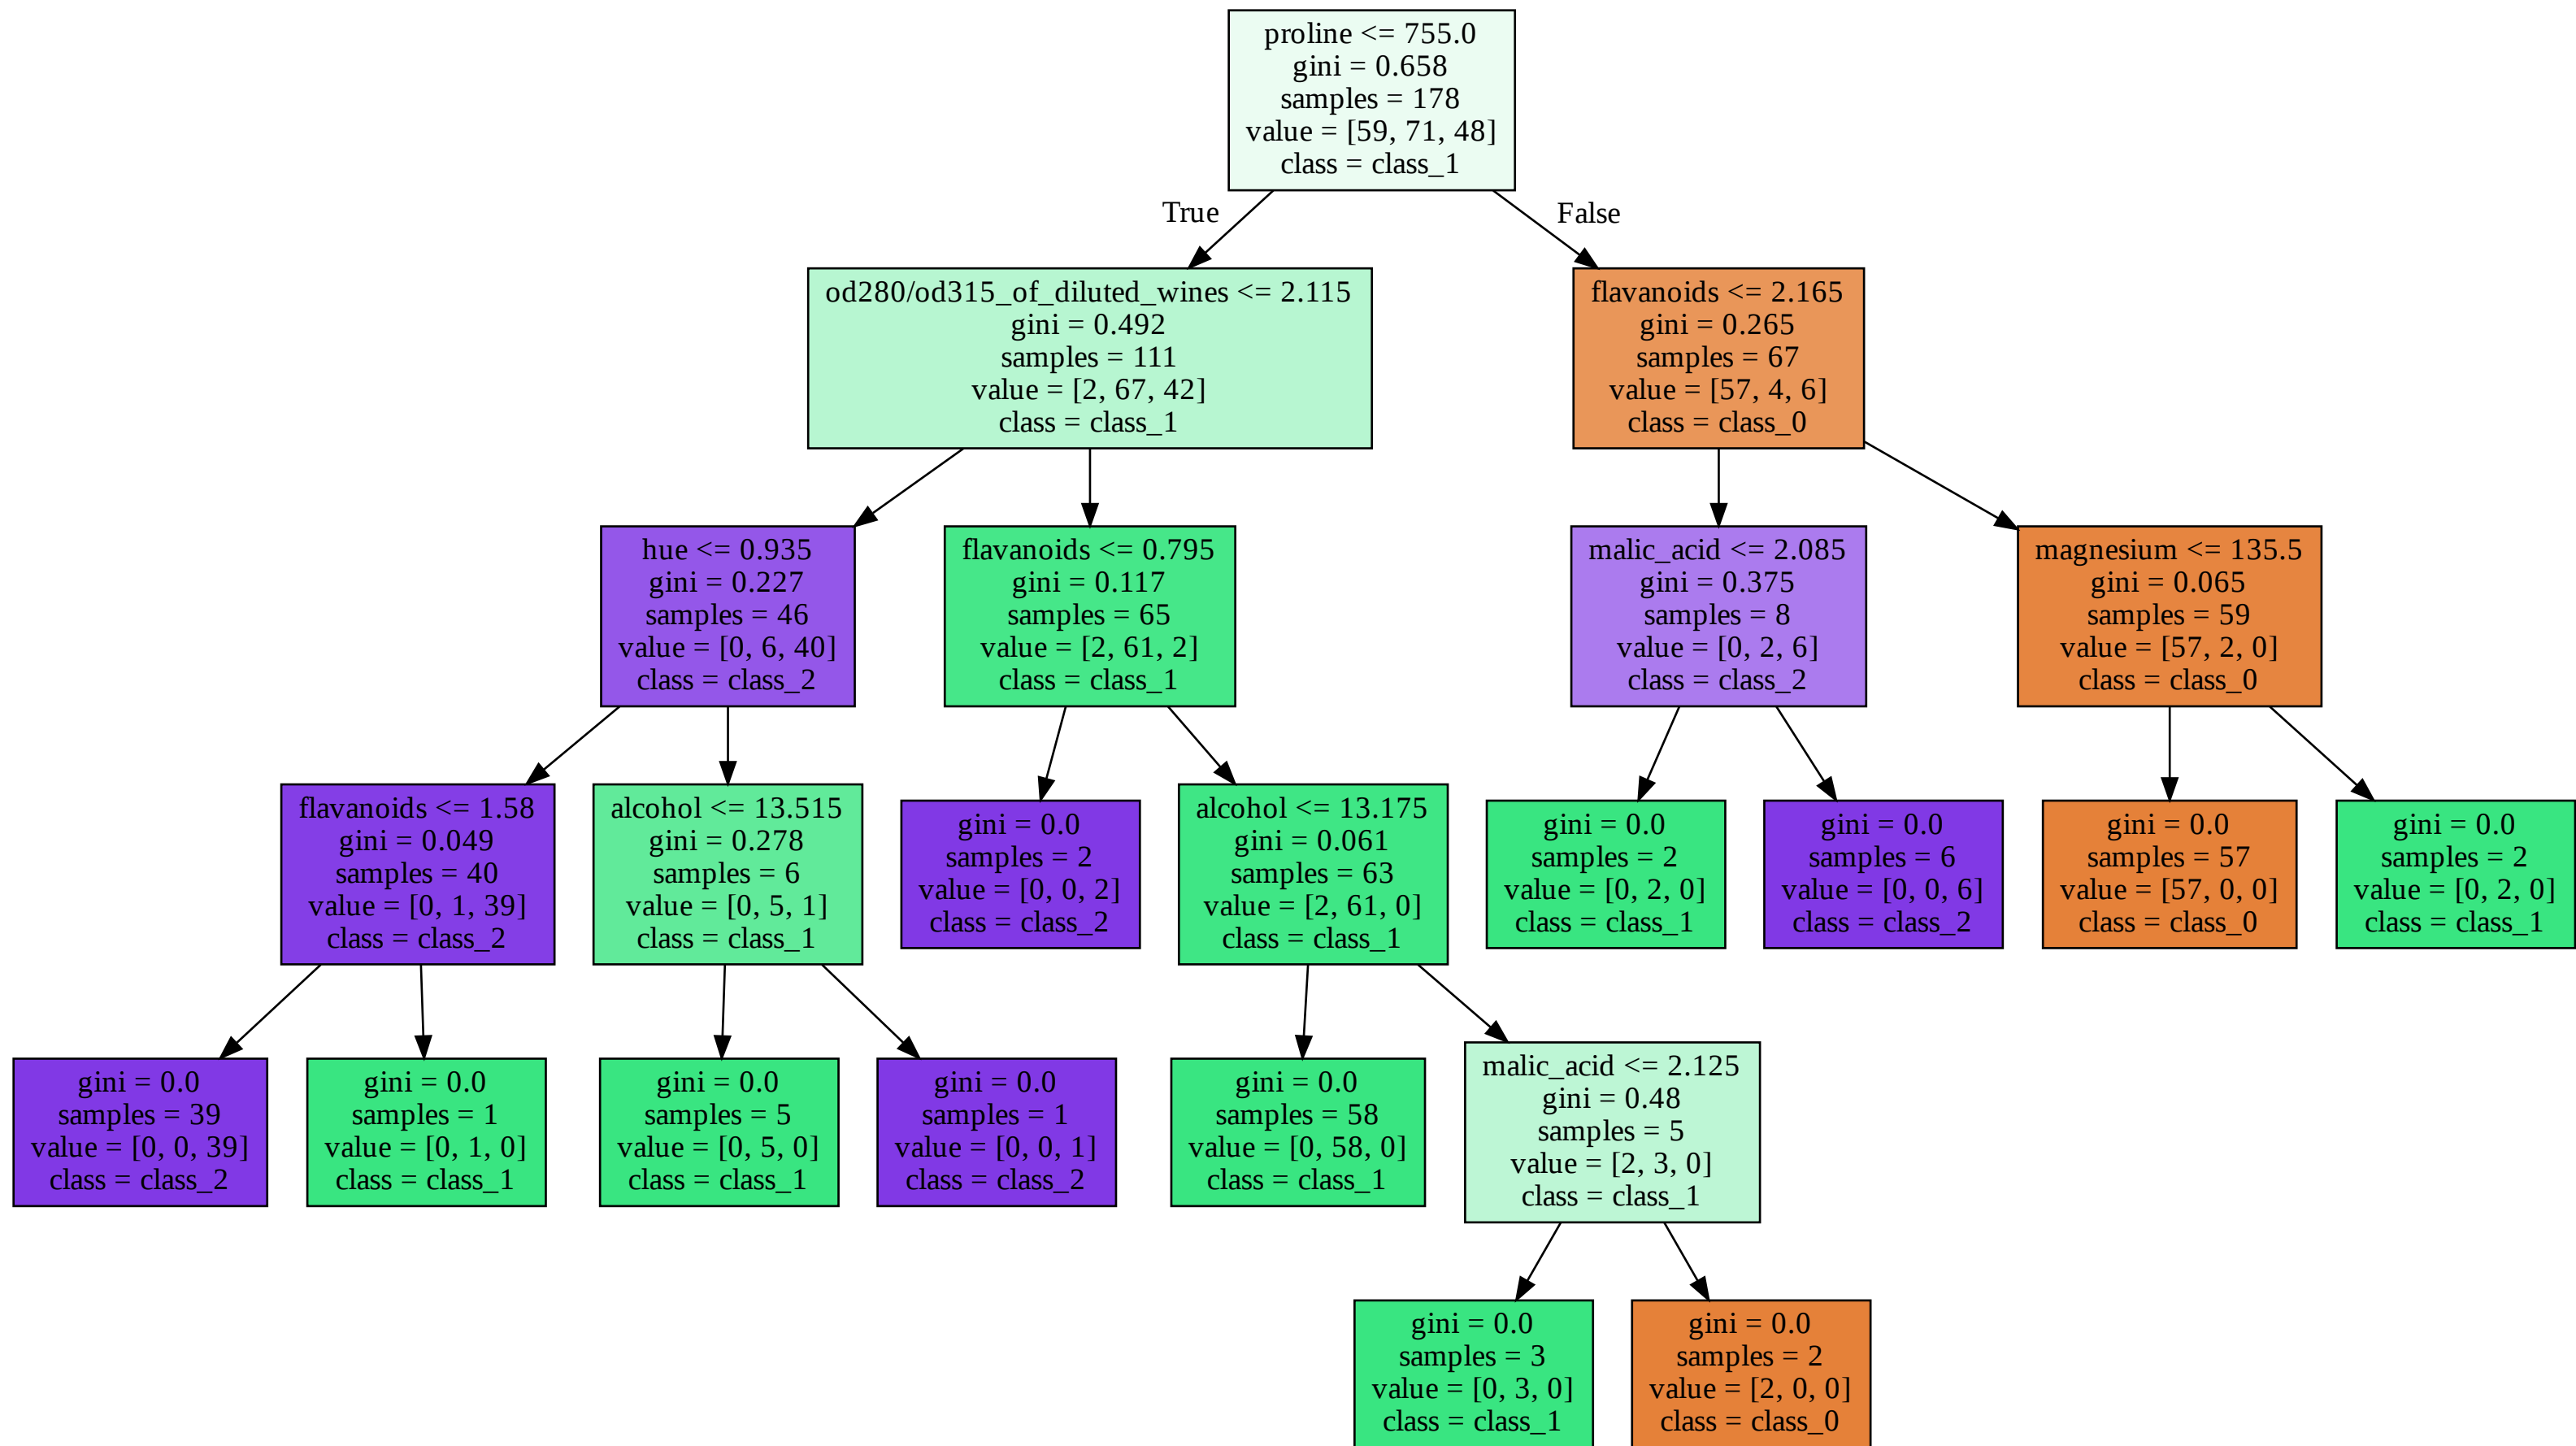 proline <= 755.0
gini = 0.658
samples = 178
value = [59, 71, 48]
class = class_1
True
False
od280/od315_of_diluted_wines <= 2.115
gini = 0.492
samples = 111
value = [2, 67, 42]
class = class_1
flavanoids <= 2.165
gini = 0.265
samples = 67
value = [57, 4, 6]
class = class_0
hue <= 0.935
gini = 0.227
samples = 46
value = [0, 6, 40]
class = class_2
flavanoids <= 0.795
gini = 0.117
samples = 65
value = [2, 61, 2]
class = class_1
malic_acid <= 2.085
gini = 0.375
samples = 8
value = [0, 2, 6]
class = class_2
magnesium <= 135.5
gini = 0.065
samples = 59
value = [57, 2, 0]
class = class_0
flavanoids <= 1.58
gini = 0.049
samples = 40
value = [0, 1, 39]
class = class_2
alcohol <= 13.515
gini = 0.278
samples = 6
value = [0, 5, 1]
class = class_1
gini = 0.0
samples = 2
value = [0, 0, 2]
class = class_2
alcohol <= 13.175
gini = 0.061
samples = 63
value = [2, 61, 0]
class = class_1
gini = 0.0
samples = 2
value = [0, 2, 0]
class = class_1
gini = 0.0
samples = 6
value = [0, 0, 6]
class = class_2
gini = 0.0
samples = 57
value = [57, 0, 0]
class = class_0
gini = 0.0
samples = 2
value = [0, 2, 0]
class = class_1
gini = 0.0
samples = 39
value = [0, 0, 39]
class = class_2
gini = 0.0
samples = 1
value = [0, 1, 0]
class = class_1
gini = 0.0
samples = 5
value = [0, 5, 0]
class = class_1
gini = 0.0
samples = 1
value = [0, 0, 1]
class = class_2
gini = 0.0
samples = 58
value = [0, 58, 0]
class = class_1
malic_acid <= 2.125
gini = 0.48
samples = 5
value = [2, 3, 0]
class = class_1
gini = 0.0
samples = 3
value = [0, 3, 0]
class = class_1
gini = 0.0
samples = 2
value = [2, 0, 0]
class = class_0